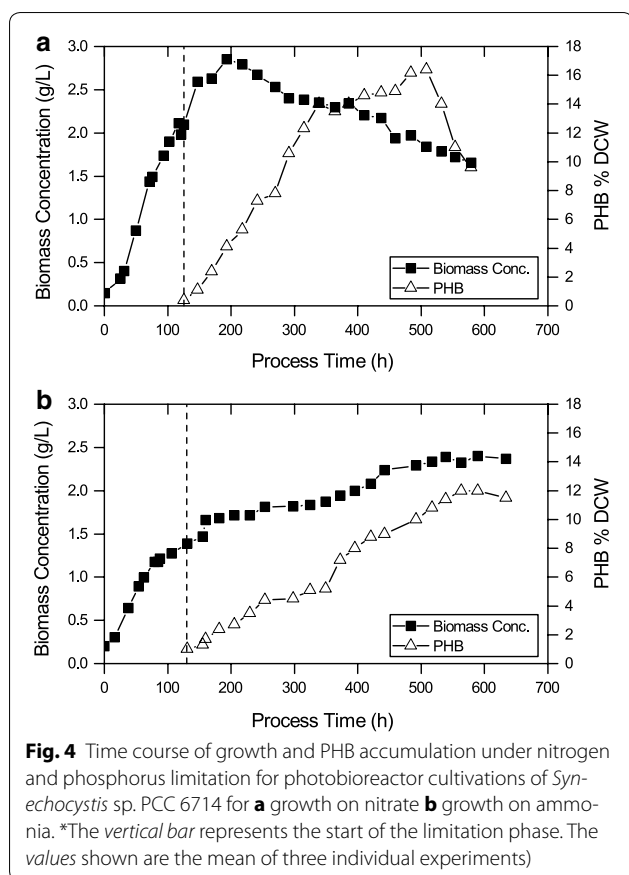 a
3.0
2.5
2.0
1.5
1.0
0.5
0.0
Biomass Concentration (g/L)
18
16
14
12
10
8
6
4
2
0
PHB % DCW
Biomass Conc.
PHB
0 100 200 300 400 500 600 700
Process Time (h)
b
3.0
2.5
2.0
1.5
1.0
0.5
0.0
Biomass Concentration (g/L)
18
16
14
12
10
8
6
4
2
0
PHB % DCW
Biomass Conc.
PHB
0 100 200 300 400 500 600 700
Process Time (h)
Fig. 4 Time course of growth and PHB accumulation under nitrogen
and phosphorus limitation for photobioreactor cultivations of Syn-
echocystis sp. PCC 6714 for a growth on nitrate b growth on ammo-
nia. *The vertical bar represents the start of the limitation phase. The
values shown are the mean of three individual experiments)